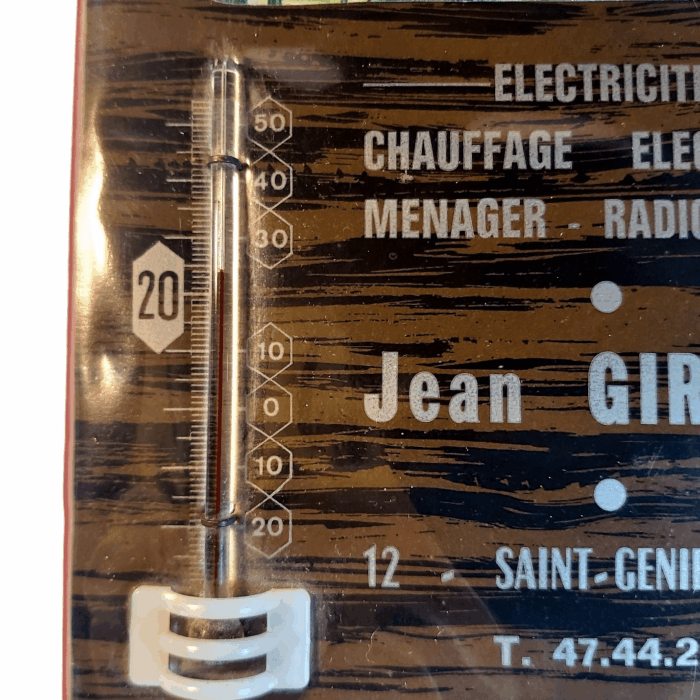 ELECTRICITE
CHAUFFAGE ELEC
MENAGER - RADIO
Jean GIR
12 - SAINT-GENI
T. 47.44.2
50
40
30
20
10
0
10
20